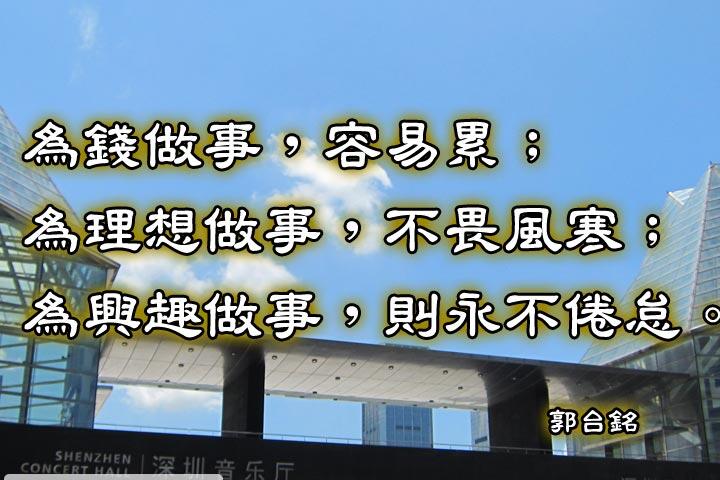 為錢做事，容易累；
為理想做事，不畏風寒；
為興趣做事，則永不倦怠。
郭台銘
SHENZHEN
CONCERT HALL
深圳音乐厅